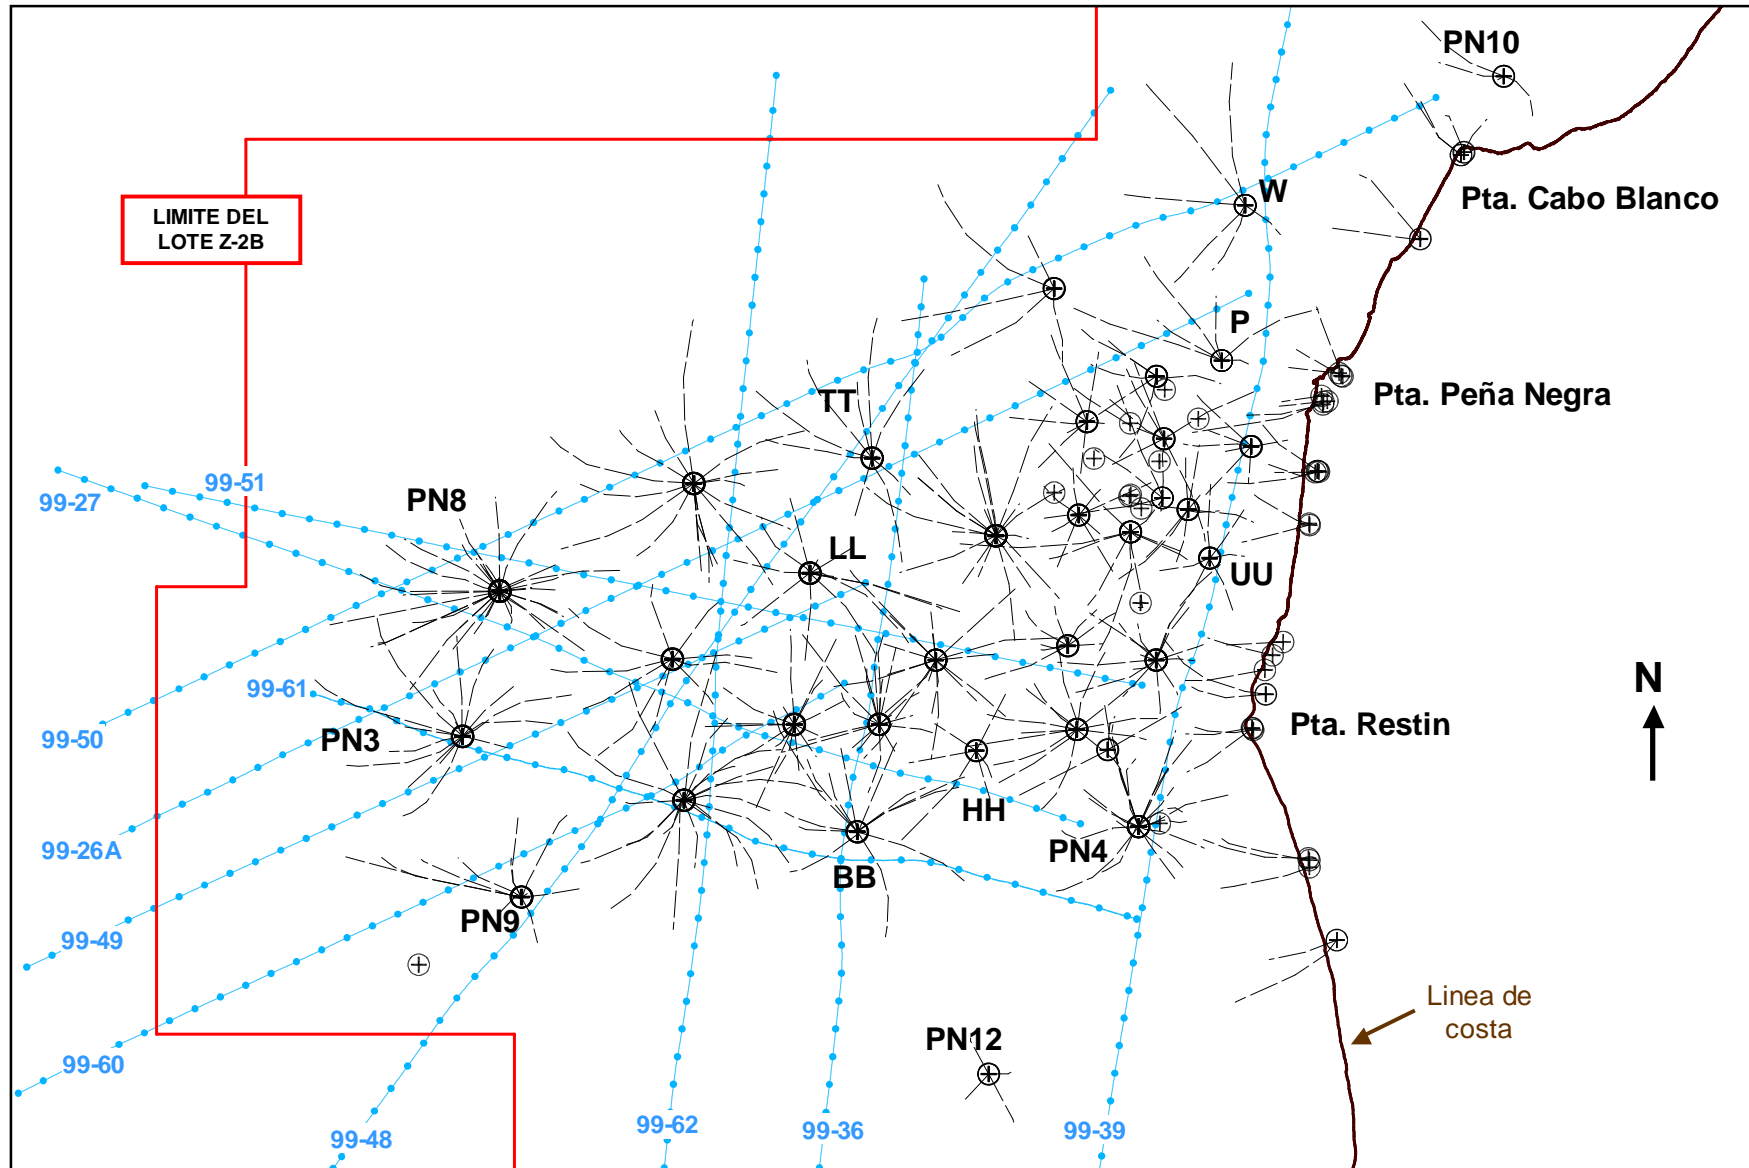 PN10
LIMITE DEL
LOTE Z-2B
W
Pta. Cabo Blanco
P
TT
Pta. Peña Negra
99-51
99-27
PN8
LL
UU
99-61
N
99-50
PN3
Pta. Restin
HH
99-26A
PN4
BB
PN9
99-49
Linea de
costa
PN12
99-60
99-48
99-62
99-36
99-39